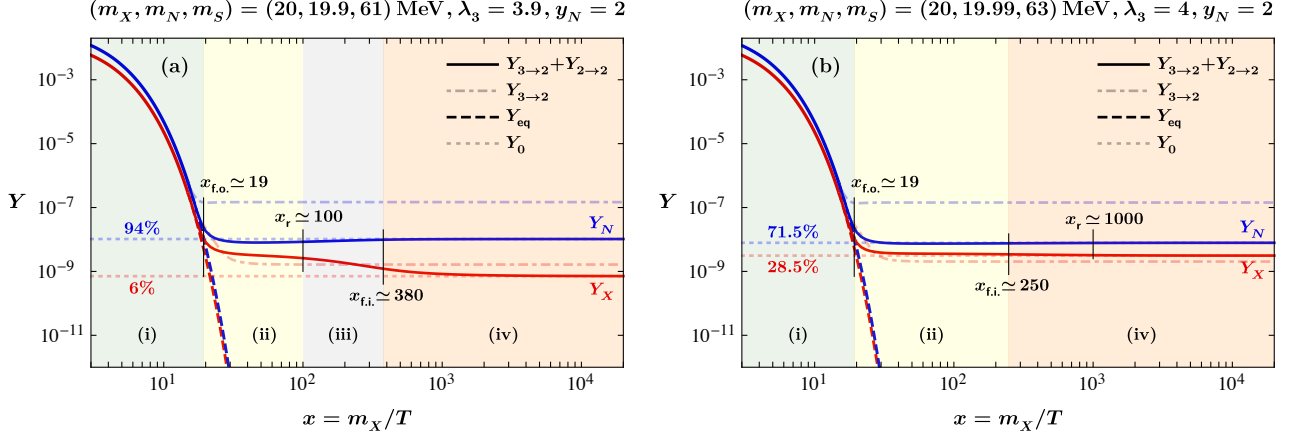 (m_X, m_N, m_S) = (20, 19.9, 61) MeV, λ_3 = 3.9, y_N = 2
(a)
Y_{3→2}+Y_{2→2}
Y_{3→2}
Y_eq
Y_0
10^{-3}
10^{-5}
10^{-7}
10^{-9}
10^{-11}
Y
x_{f.o.} ≃ 19
x_r ≃ 100
x_{f.i.} ≃ 380
94%
6%
Y_N
Y_X
(i)
(ii)
(iii)
(iv)
10^1
10^2
10^3
10^4
x = m_X/T
(m_X, m_N, m_S) = (20, 19.99, 63) MeV, λ_3 = 4, y_N = 2
(b)
Y_{3→2}+Y_{2→2}
Y_{3→2}
Y_eq
Y_0
10^{-3}
10^{-5}
10^{-7}
10^{-9}
10^{-11}
Y
x_{f.o.} ≃ 19
x_r ≃ 1000
x_{f.i.} ≃ 250
71.5%
28.5%
Y_N
Y_X
(i)
(ii)
(iv)
10^1
10^2
10^3
10^4
x = m_X/T